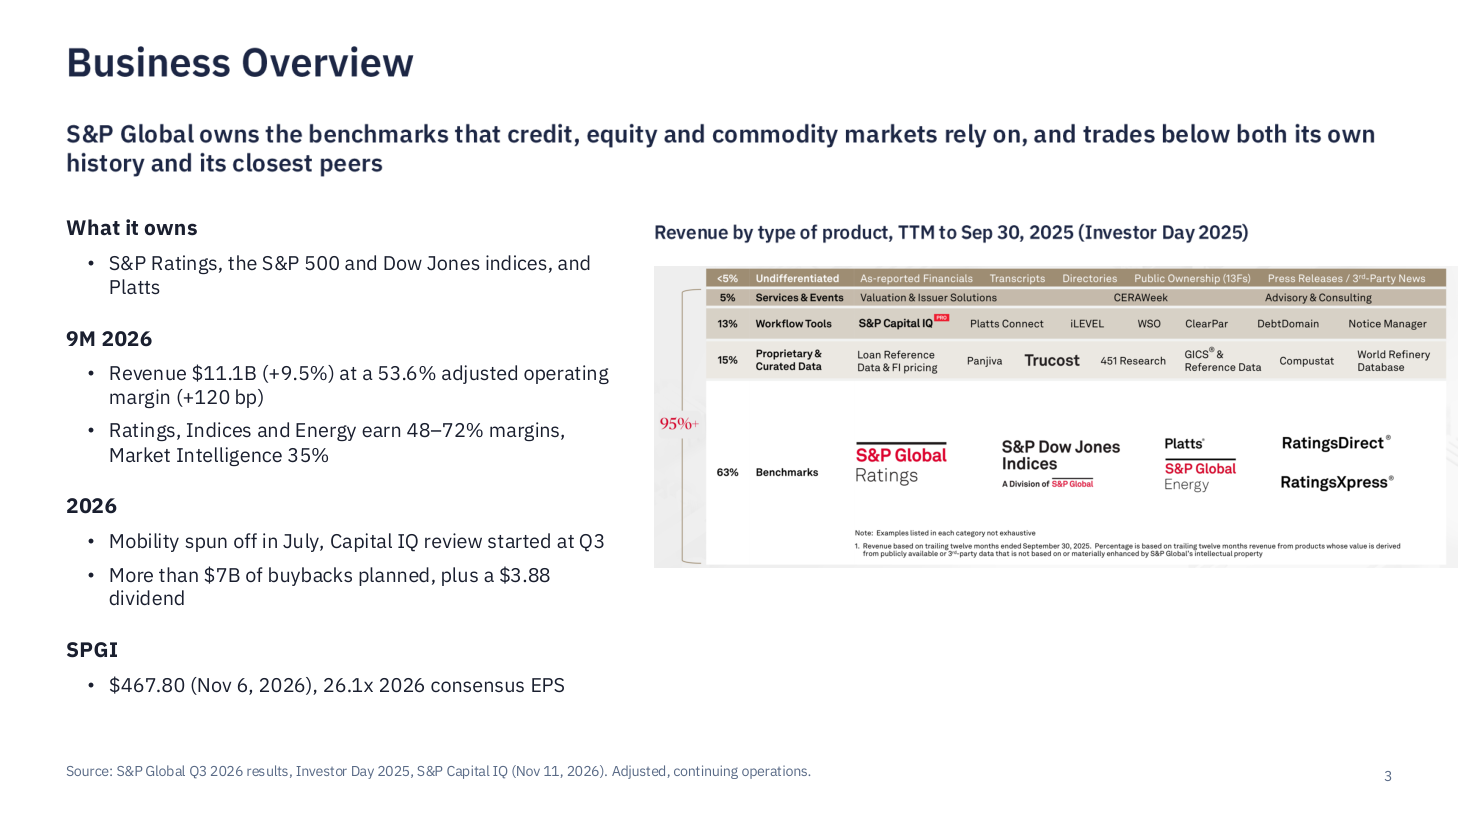 Business Overview
S&P Global owns the benchmarks that credit, equity and commodity markets rely on, and trades below both its own
history and its closest peers
What it owns
• S&P Ratings, the S&P 500 and Dow Jones indices, and
Platts
9M 2026
• Revenue $11.1B (+9.5%) at a 53.6% adjusted operating
margin (+120 bp)
• Ratings, Indices and Energy earn 48–72% margins,
Market Intelligence 35%
2026
• Mobility spun off in July, Capital IQ review started at Q3
• More than $7B of buybacks planned, plus a $3.88
dividend
SPGI
• $467.80 (Nov 6, 2026), 26.1x 2026 consensus EPS
Revenue by type of product, TTM to Sep 30, 2025 (Investor Day 2025)
<5% Undifferentiated As-reported Financials Transcripts Directories Public Ownership (13Fs) Press Releases / 3rd-Party News
5% Services & Events Valuation & Issuer Solutions CERAWeek Advisory & Consulting
13% Workflow Tools S&P Capital IQ PRO Platts Connect iLEVEL WSO ClearPar DebtDomain Notice Manager
15% Proprietary & Curated Data Loan Reference Data & FI pricing Panjiva Trucost 451 Research GICS® & Reference Data Compustat World Refinery Database
95%+
63% Benchmarks
S&P Global
Ratings
S&P Dow Jones
Indices
A Division of S&P Global
Platts®
S&P Global
Energy
RatingsDirect®
RatingsXpress®
Note: Examples listed in each category not exhaustive
1. Revenue based on trailing twelve months ended September 30, 2025. Percentage is based on trailing twelve months revenue from products whose value is derived
from publicly available or 3rd-party data that is not based on or materially enhanced by S&P Global's intellectual property
Source: S&P Global Q3 2026 results, Investor Day 2025, S&P Capital IQ (Nov 11, 2026). Adjusted, continuing operations.
3